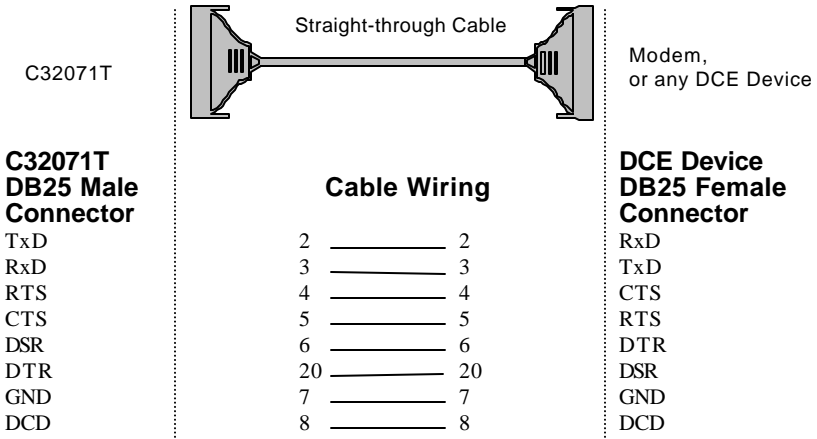 Straight-through Cable
C32071T
Modem,
or any DCE Device
C32071T
DB25 Male
Connector
Cable Wiring
DCE Device
DB25 Female
Connector
TxD 2 2 RxD
RxD 3 3 TxD
RTS 4 4 CTS
CTS 5 5 RTS
DSR 6 6 DTR
DTR 20 20 DSR
GND 7 7 GND
DCD 8 8 DCD